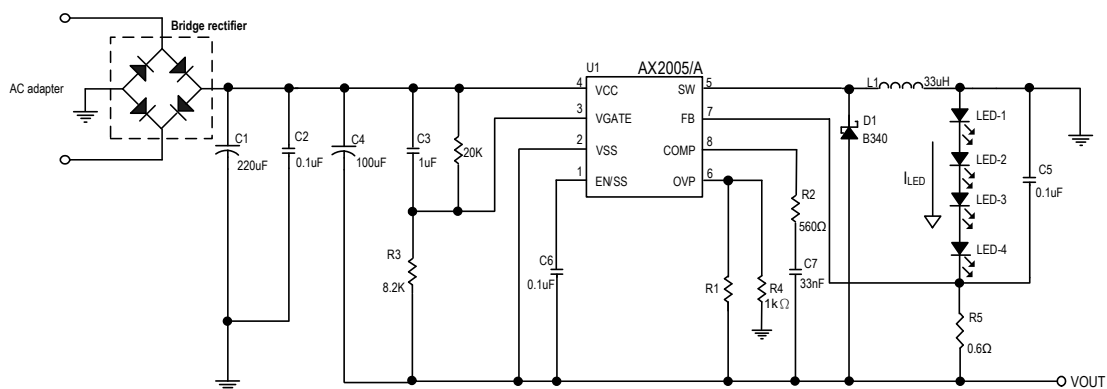 Bridge rectifier
AC adapter
U1
AX2005/A
4
VCC
3
VGATE
2
VSS
1
EN/SS
SW
5
FB
7
COMP
8
OVP
6
L1
33uH
D1
B340
LED-1
LED-2
LED-3
LED-4
ILED
C5
0.1uF
C1
220uF
C2
0.1uF
C4
100uF
C3
1uF
20K
R2
560Ω
R3
8.2K
C6
0.1uF
R1
R4
1kΩ
C7
33nF
R5
0.6Ω
VOUT